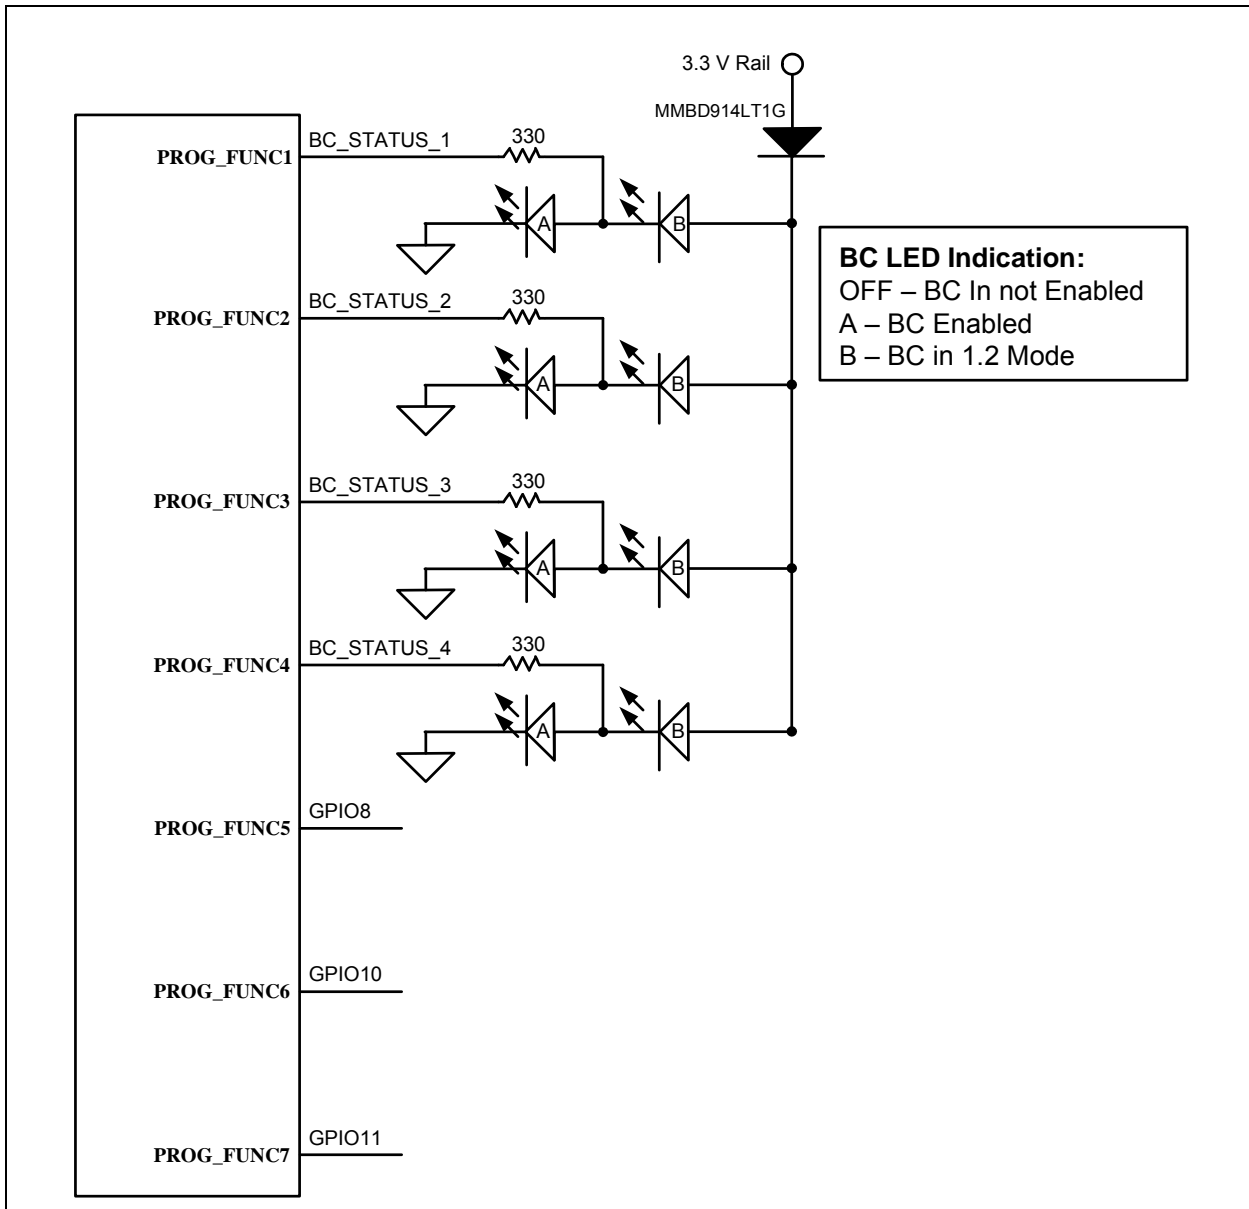 3.3 V Rail
MMBD914LT1G
PROG_FUNC1
BC_STATUS_1
330
A
B
BC LED Indication:
OFF – BC In not Enabled
A – BC Enabled
B – BC in 1.2 Mode
PROG_FUNC2
BC_STATUS_2
330
A
B
PROG_FUNC3
BC_STATUS_3
330
A
B
PROG_FUNC4
BC_STATUS_4
330
A
B
PROG_FUNC5
GPIO8
PROG_FUNC6
GPIO10
PROG_FUNC7
GPIO11